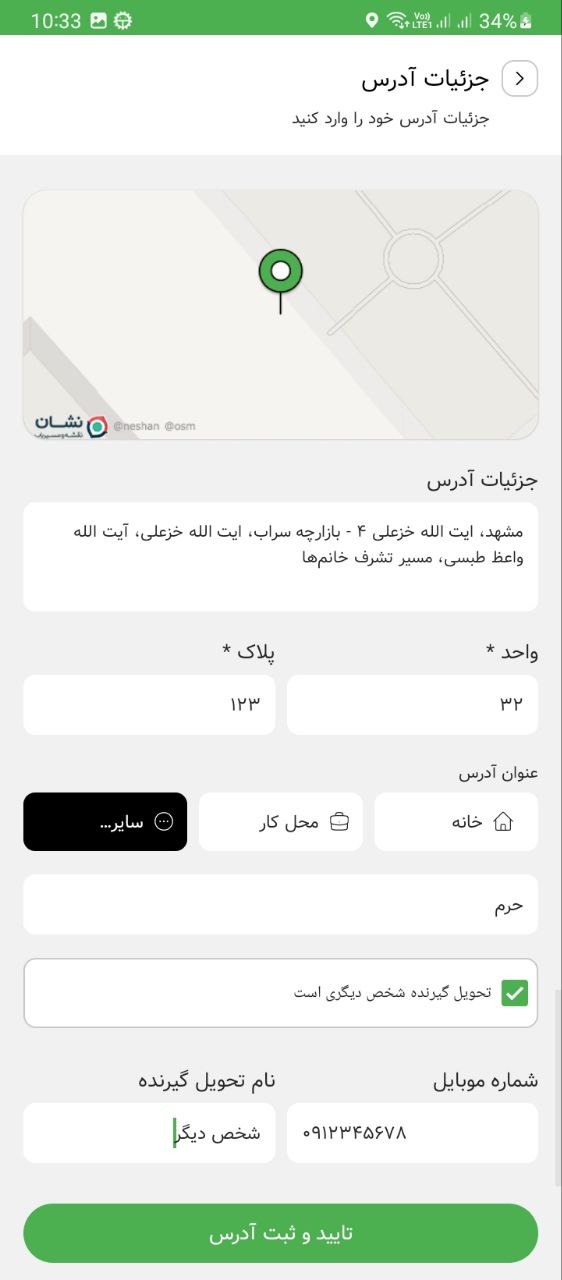 10:33
Vo))
LTE1
34%
جزئیات آدرس
جزئیات آدرس خود را وارد کنید
نشان
نقشه و مسیریاب
@neshan @osm
جزئیات آدرس
مشهد، ایت الله خزعلی ۴ - بازارچه سراب، ایت الله خزعلی، آیت الله
واعظ طبسی، مسیر تشرف خانم‌ها
واحد *
پلاک *
۳۲
۱۲۳
عنوان آدرس
خانه
محل کار
سایر...
حرم
تحویل گیرنده شخص دیگری است
شماره موبایل
نام تحویل گیرنده
۰۹۱۲۳۴۵۶۷۸
شخص دیگر
تایید و ثبت آدرس